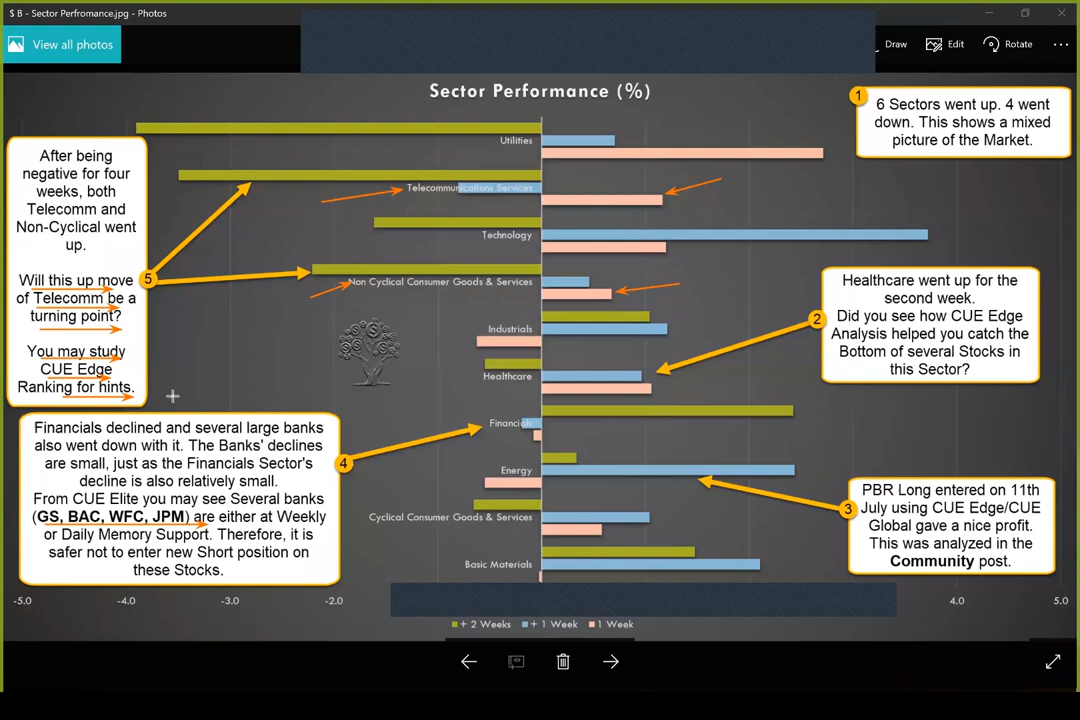 $ B - Sector Perfromance.jpg - Photos
View all photos
Draw
Edit
Rotate
Sector Performance (%)
1
6 Sectors went up. 4 went
down. This shows a mixed
picture of the Market.
After being
negative for four
weeks, both
Telecomm and
Non-Cyclical went
up.
Will this up move
of Telecomm be a
turning point?
You may study
CUE Edge
Ranking for hints.
5
Utilities
Telecommunications Services
Technology
Non Cyclical Consumer Goods & Services
Industrials
Healthcare
Financials
Energy
Cyclical Consumer Goods & Services
Basic Materials
2
Healthcare went up for the
second week.
Did you see how CUE Edge
Analysis helped you catch the
Bottom of several Stocks in
this Sector?
Financials declined and several large banks
also went down with it. The Banks' declines
are small, just as the Financials Sector's
decline is also relatively small.
From CUE Elite you may see Several banks
(GS, BAC, WFC, JPM) are either at Weekly
or Daily Memory Support. Therefore, it is
safer not to enter new Short position on
these Stocks.
4
3
PBR Long entered on 11th
July using CUE Edge/CUE
Global gave a nice profit.
This was analyzed in the
Community post.
-5.0 -4.0 -3.0 -2.0 4.0 5.0
+ 2 Weeks + 1 Week 1 Week